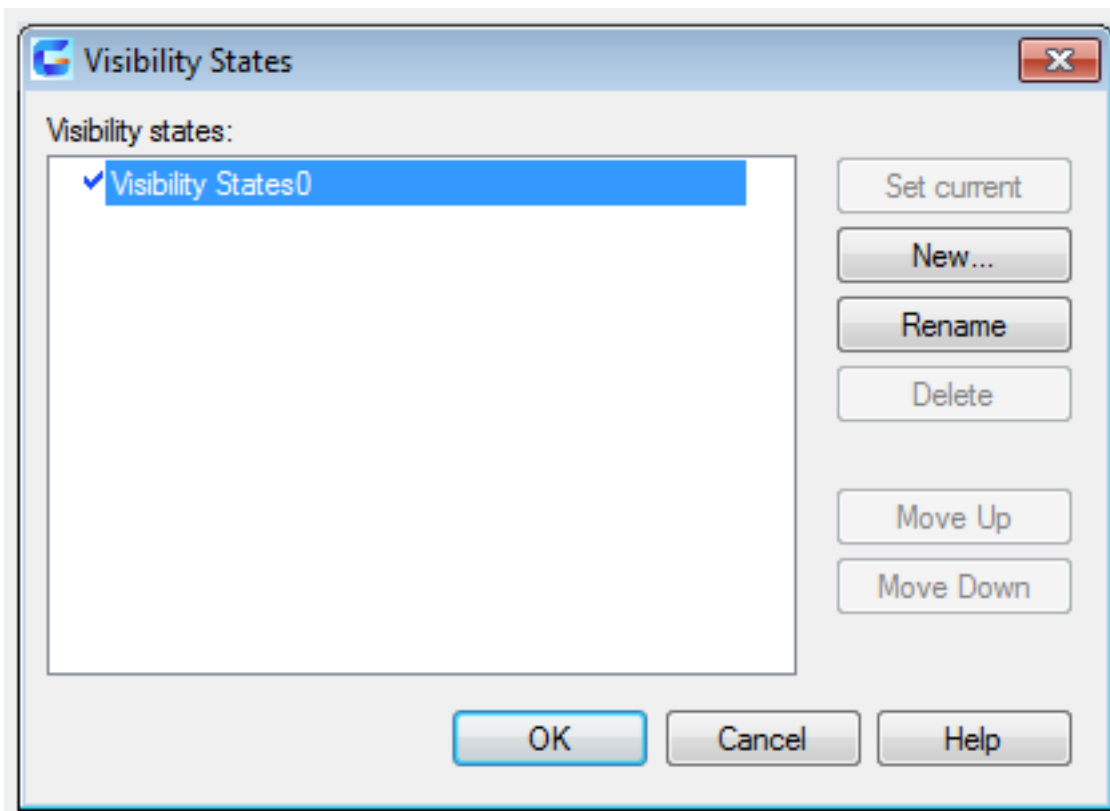 Visibility States
Visibility states:
Visibility States0
Set current
New...
Rename
Delete
Move Up
Move Down
OK
Cancel
Help